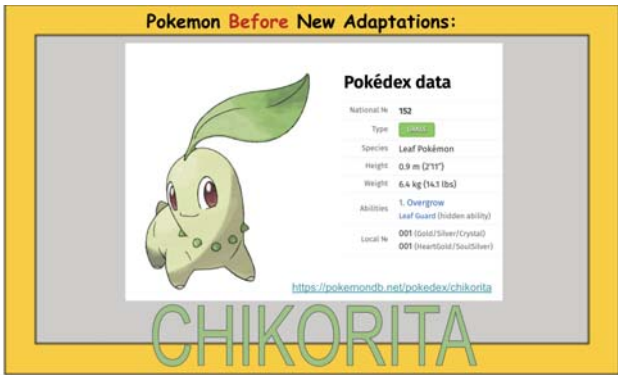 Pokemon Before New Adaptations:
Pokédex data
National № 152
Type GRASS
Species Leaf Pokémon
Height 0.9 m (2'11")
Weight 6.4 kg (14.1 lbs)
Abilities 1. Overgrow
Leaf Guard (hidden ability)
Local № 001 (Gold/Silver/Crystal)
001 (HeartGold/SoulSilver)
https://pokemondb.net/pokedex/chikorita
CHIKORITA